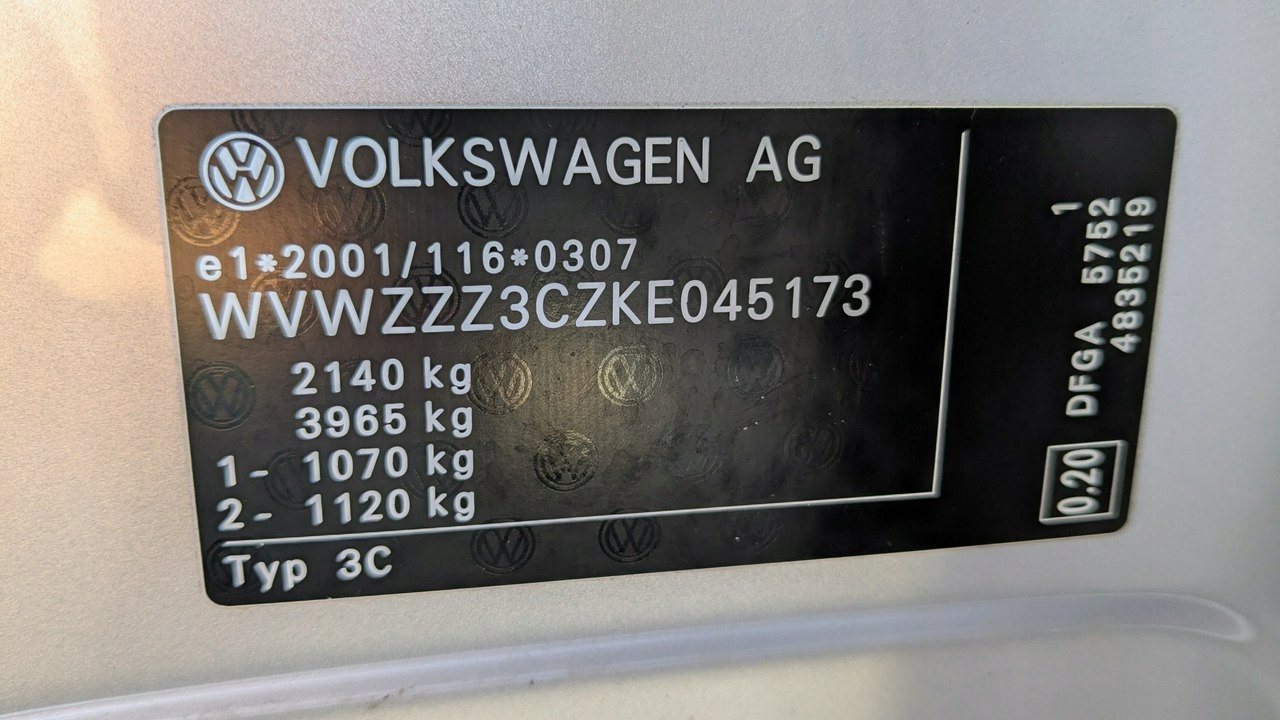 VOLKSWAGEN AG
e1*2001/116*0307
WVWZZZ3CZKE045173
2140 kg
3965 kg
1- 1070 kg
2- 1120 kg
Typ 3C
1
DFGA 5752
4835219
0,20